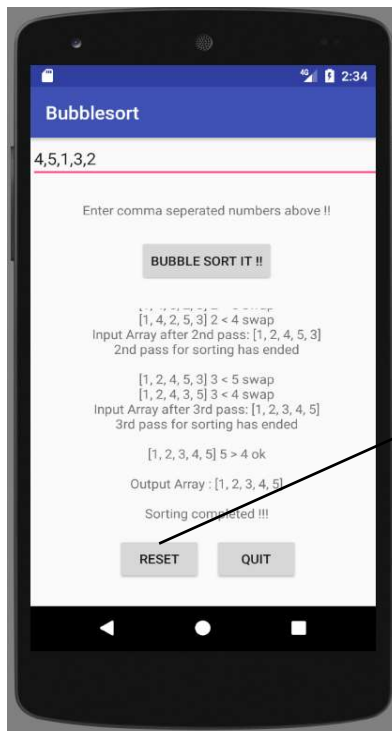 4G 2:34
Bubblesort
4,5,1,3,2
Enter comma seperated numbers above !!
BUBBLE SORT IT !!
[1, 4, 2, 5, 3] 2 < 4 swap
Input Array after 2nd pass: [1, 2, 4, 5, 3]
2nd pass for sorting has ended
[1, 2, 4, 5, 3] 3 < 5 swap
[1, 2, 4, 3, 5] 3 < 4 swap
Input Array after 3rd pass: [1, 2, 3, 4, 5]
3rd pass for sorting has ended
[1, 2, 3, 4, 5] 5 > 4 ok
Output Array : [1, 2, 3, 4, 5]
Sorting completed !!!
RESET QUIT